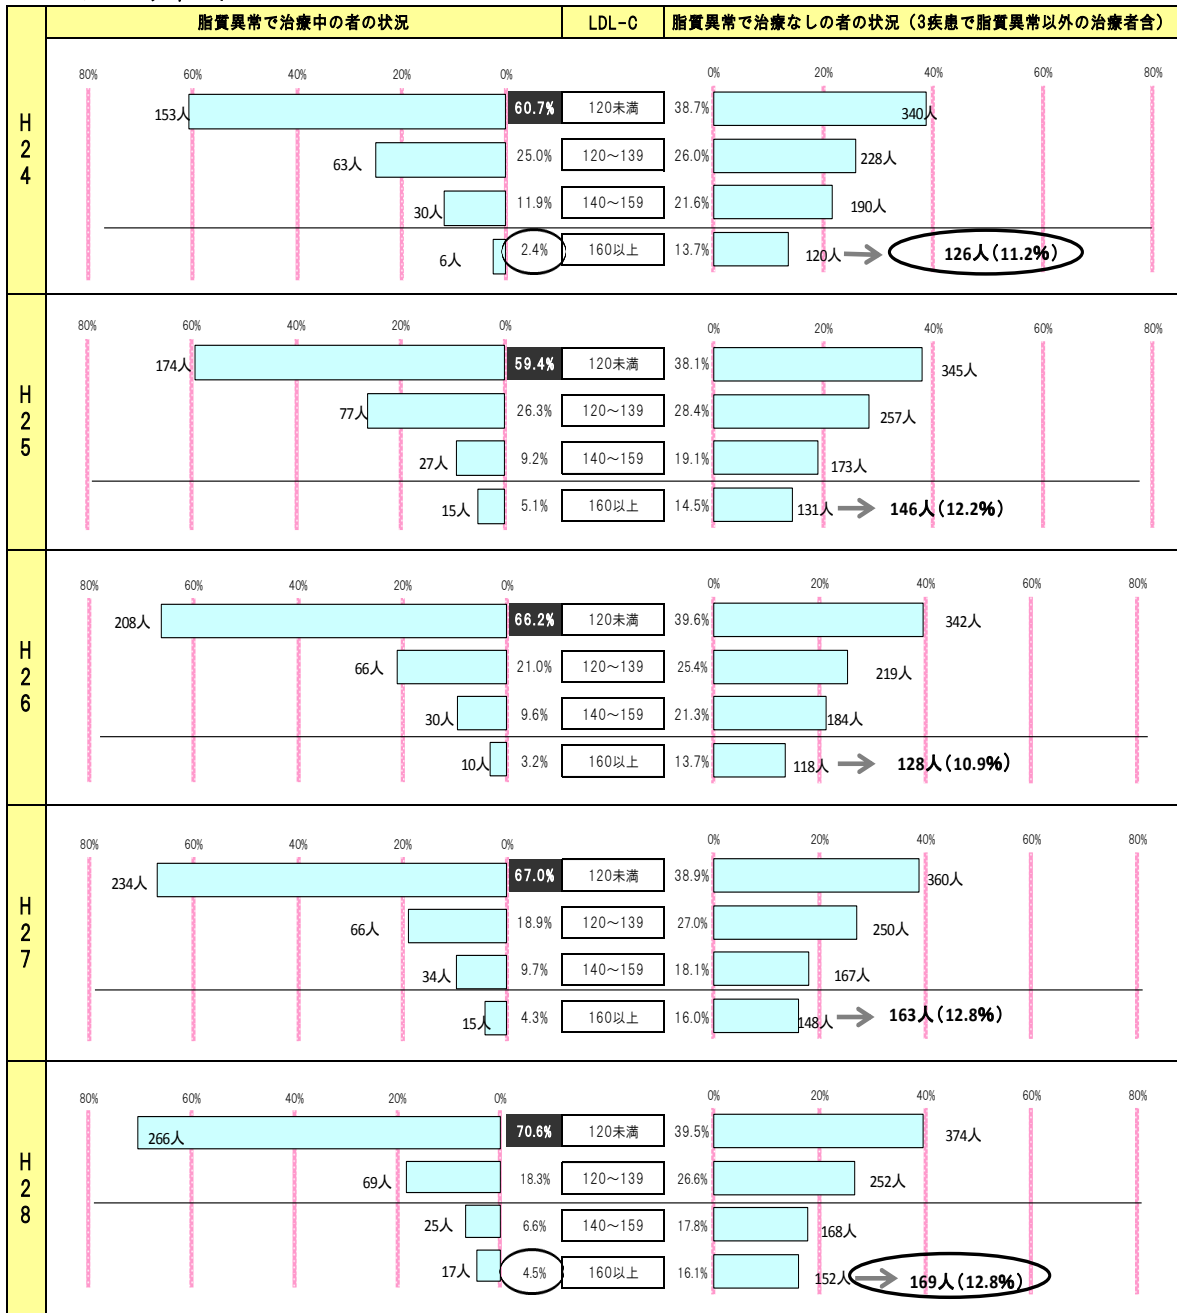 脂質異常で治療中の者の状況 LDL-C 脂質異常で治療なしの者の状況（3疾患で脂質異常以外の治療者含）
H24
80% 60% 40% 20% 0% 0% 20% 40% 60% 80%
153人 60.7% 120未満 38.7% 340人
63人 25.0% 120～139 26.0% 228人
30人 11.9% 140～159 21.6% 190人
6人 2.4% 160以上 13.7% 120人 126人(11.2%)
H25
80% 60% 40% 20% 0% 0% 20% 40% 60% 80%
174人 59.4% 120未満 38.1% 345人
77人 26.3% 120～139 28.4% 257人
27人 9.2% 140～159 19.1% 173人
15人 5.1% 160以上 14.5% 131人 146人(12.2%)
H26
80% 60% 40% 20% 0% 0% 20% 40% 60% 80%
208人 66.2% 120未満 39.6% 342人
66人 21.0% 120～139 25.4% 219人
30人 9.6% 140～159 21.3% 184人
10人 3.2% 160以上 13.7% 118人 128人(10.9%)
H27
80% 60% 40% 20% 0% 0% 20% 40% 60% 80%
234人 67.0% 120未満 38.9% 360人
66人 18.9% 120～139 27.0% 250人
34人 9.7% 140～159 18.1% 167人
15人 4.3% 160以上 16.0% 148人 163人(12.8%)
H28
80% 60% 40% 20% 0% 0% 20% 40% 60% 80%
266人 70.6% 120未満 39.5% 374人
69人 18.3% 120～139 26.6% 252人
25人 6.6% 140～159 17.8% 168人
17人 4.5% 160以上 16.1% 152人 169人(12.8%)